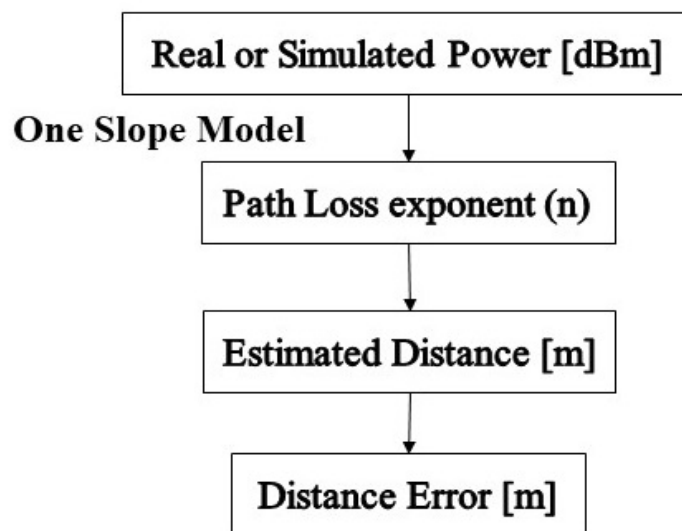 Real or Simulated Power [dBm]
One Slope Model
Path Loss exponent (n)
Estimated Distance [m]
Distance Error [m]